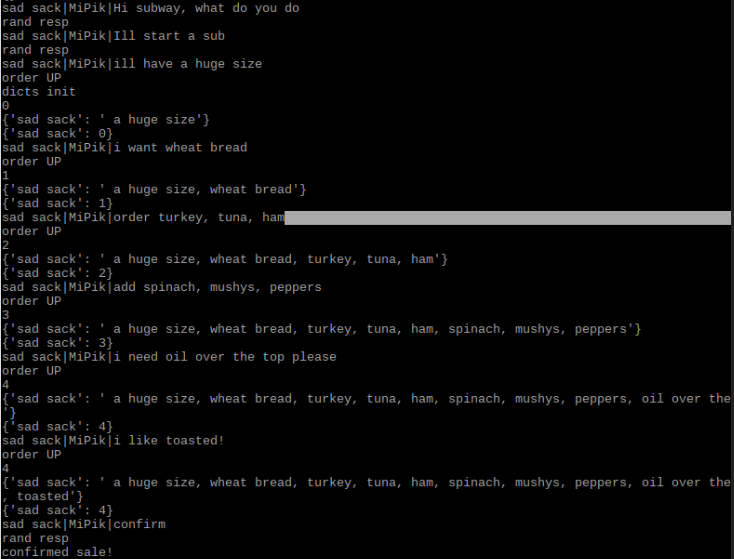 sad sack|MiPik|Hi subway, what do you do
rand resp
sad sack|MiPik|Ill start a sub
rand resp
sad sack|MiPik|ill have a huge size
order UP
dicts init
0
{'sad sack': ' a huge size'}
{'sad sack': 0}
sad sack|MiPik|i want wheat bread
order UP
1
{'sad sack': ' a huge size, wheat bread'}
{'sad sack': 1}
sad sack|MiPik|order turkey, tuna, ham
order UP
2
{'sad sack': ' a huge size, wheat bread, turkey, tuna, ham'}
{'sad sack': 2}
sad sack|MiPik|add spinach, mushys, peppers
order UP
3
{'sad sack': ' a huge size, wheat bread, turkey, tuna, ham, spinach, mushys, peppers'}
{'sad sack': 3}
sad sack|MiPik|i need oil over the top please
order UP
4
{'sad sack': ' a huge size, wheat bread, turkey, tuna, ham, spinach, mushys, peppers, oil over the
'}
{'sad sack': 4}
sad sack|MiPik|i like toasted!
order UP
4
{'sad sack': ' a huge size, wheat bread, turkey, tuna, ham, spinach, mushys, peppers, oil over the
, toasted'}
{'sad sack': 4}
sad sack|MiPik|confirm
rand resp
confirmed sale!